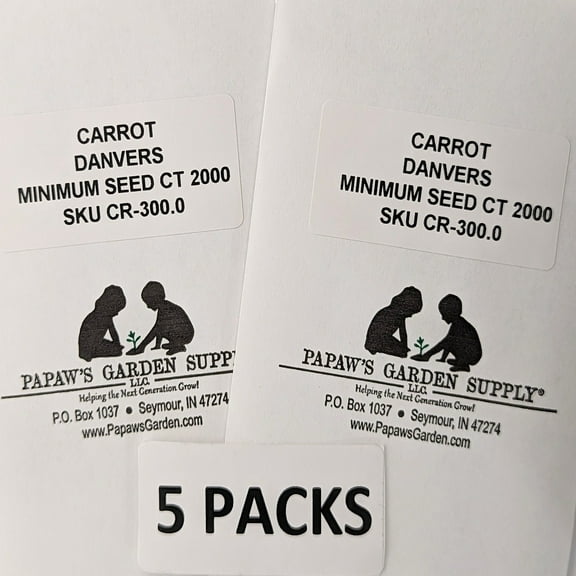 CARROT
DANVERS
MINIMUM SEED CT 2000
SKU CR-300.0
PAPAW'S GARDEN SUPP
LLC.
Helping the Next Generation Grow!
P.O. Box 1037 • Seymour, IN 47274
www.PapawsGarden.com
CARROT
DANVERS
MINIMUM SEED CT 2000
SKU CR-300.0
PAPAW'S GARDEN SUPPLY®
LLC.
Helping the Next Generation Grow!
P.O. Box 1037 • Seymour, IN 47274
www.PapawsGarden.com
5 PACKS